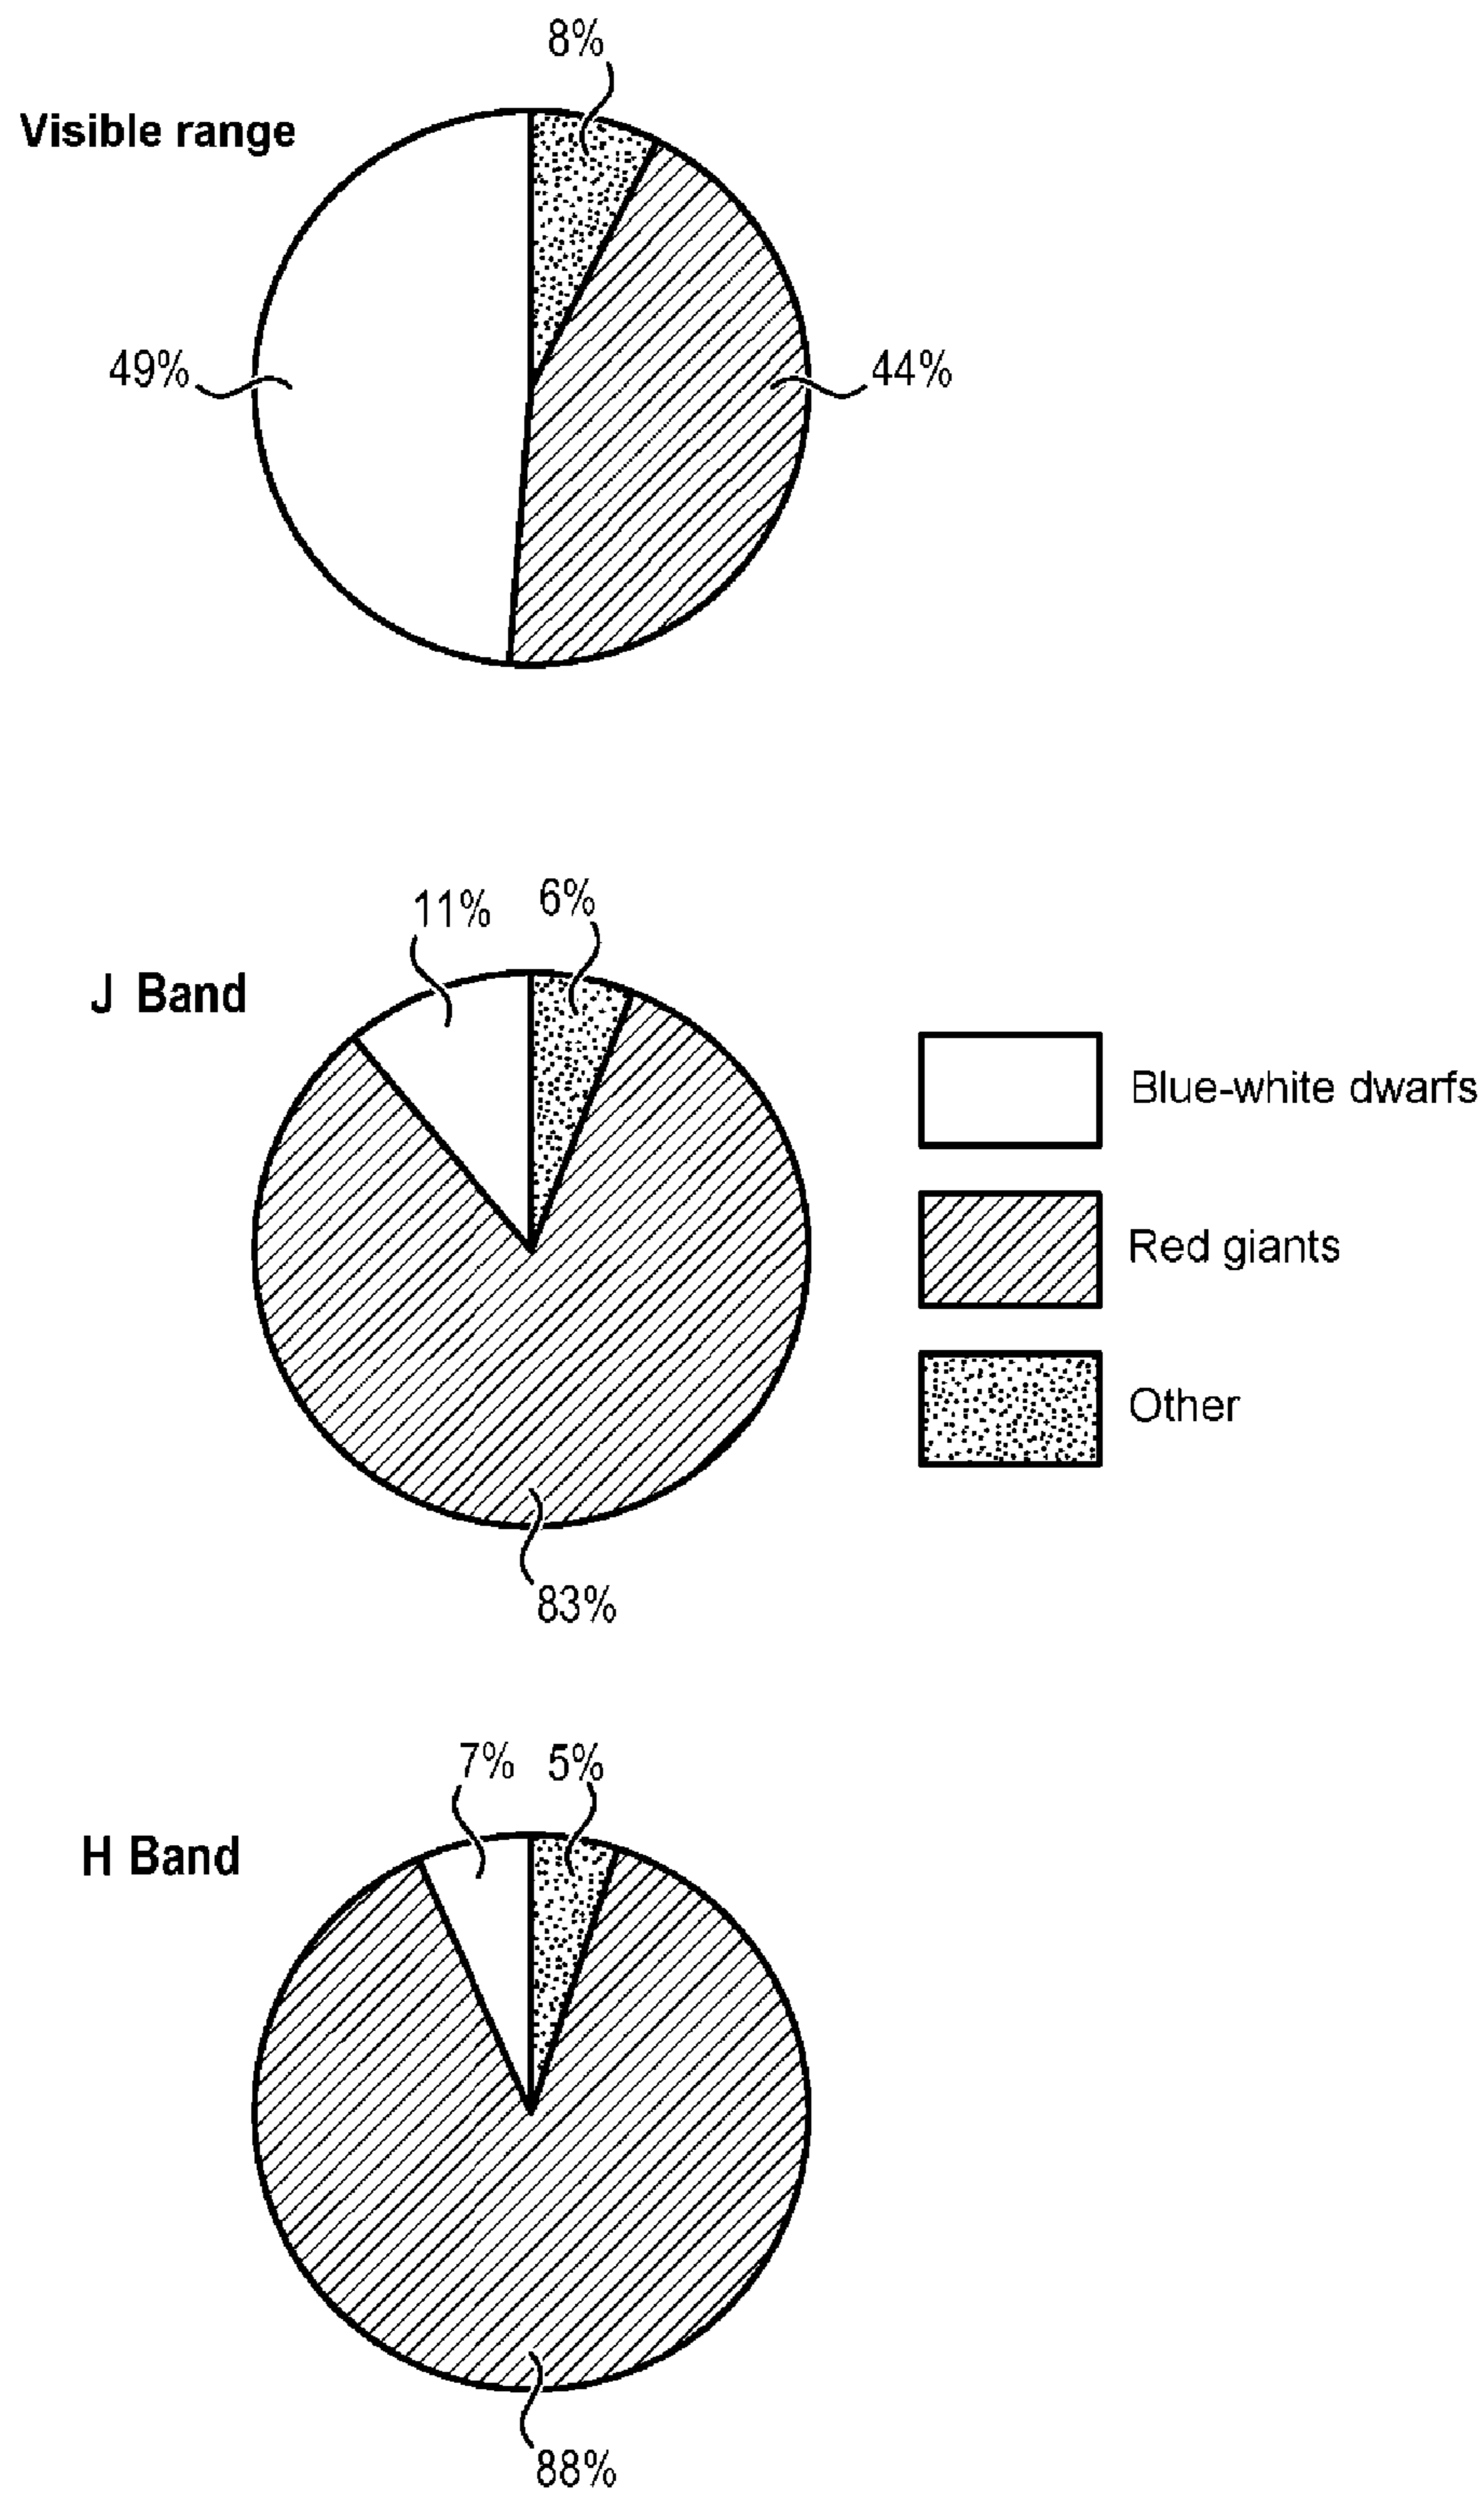 8%
Visible range
49%
44%
11%
6%
J Band
Blue-white dwarfs
Red giants
Other
83%
7%
5%
H Band
88%